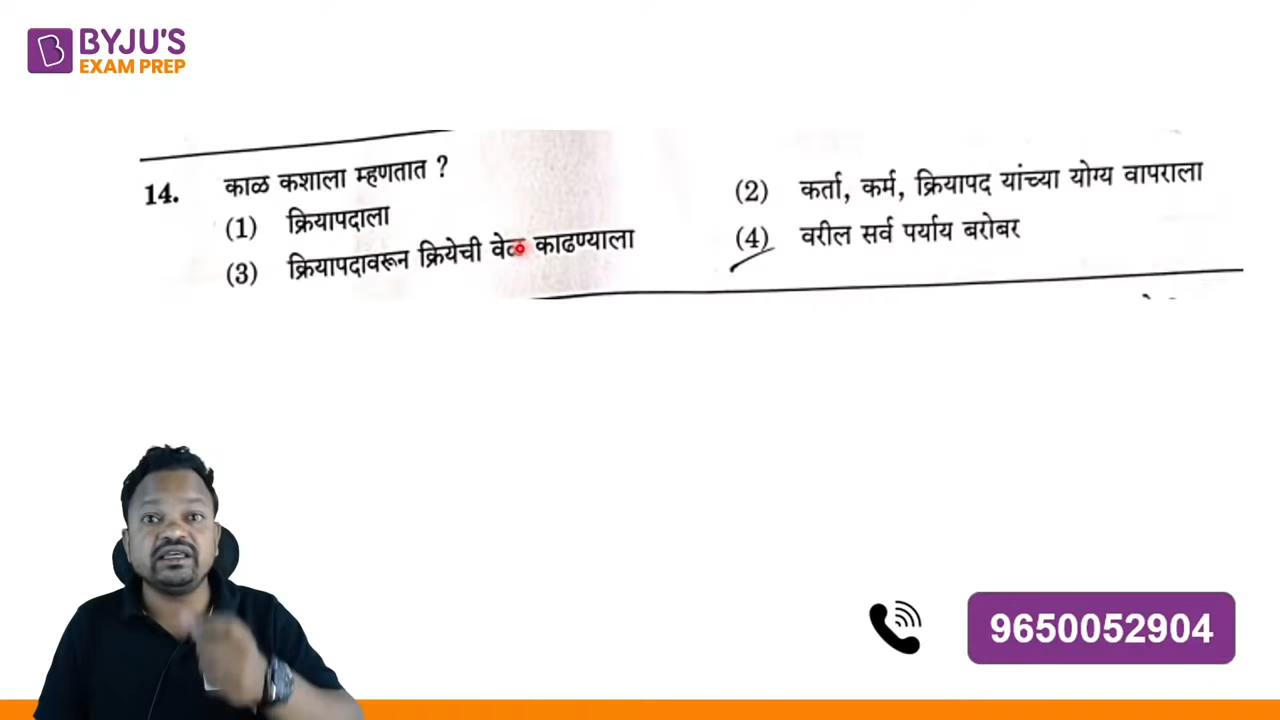 BYJU'S
EXAM PREP
14. काळ कशाला म्हणतात ?
(1) क्रियापदाला
(2) कर्ता, कर्म, क्रियापद यांच्या योग्य वापराला
(3) क्रियापदावरून क्रियेची वेळ काढण्याला
(4) वरील सर्व पर्याय बरोबर
9650052904